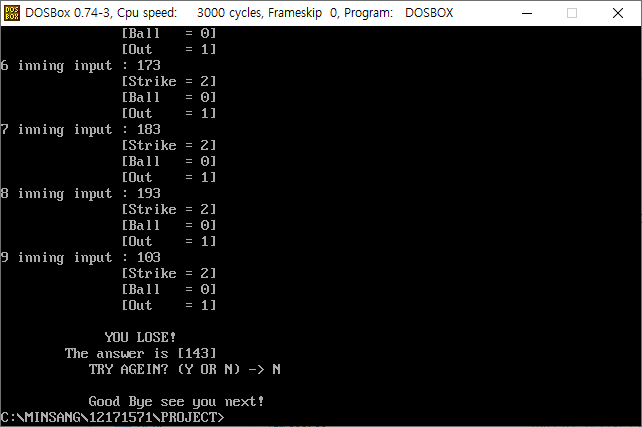 DOSBox 0.74-3, Cpu speed: 3000 cycles, Frameskip 0, Program: DOSBOX
[Ball = 0]
[Out = 1]
6 inning input : 173
[Strike = 2]
[Ball = 0]
[Out = 1]
7 inning input : 183
[Strike = 2]
[Ball = 0]
[Out = 1]
8 inning input : 193
[Strike = 2]
[Ball = 0]
[Out = 1]
9 inning input : 103
[Strike = 2]
[Ball = 0]
[Out = 1]
YOU LOSE!
The answer is [143]
TRY AGEIN? (Y OR N) -> N
Good Bye see you next!
C:\MINSANG\12171571\PROJECT>